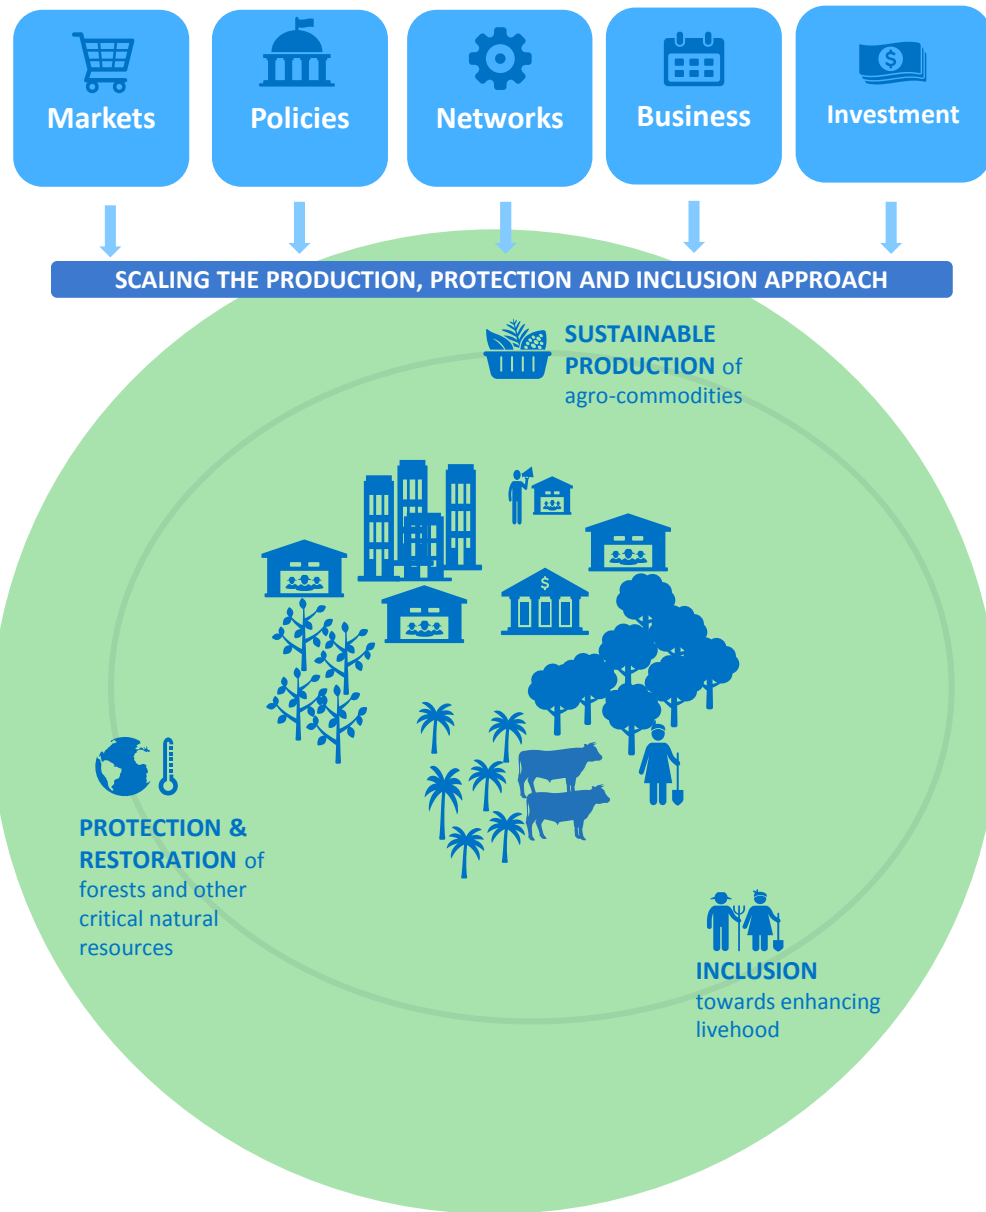 Markets
Policies
Networks
Business
Investment
SCALING THE PRODUCTION, PROTECTION AND INCLUSION APPROACH
SUSTAINABLE
PRODUCTION of
agro-commodities
$
PROTECTION &
RESTORATION of
forests and other
critical natural
resources
INCLUSION
towards enhancing
livehood